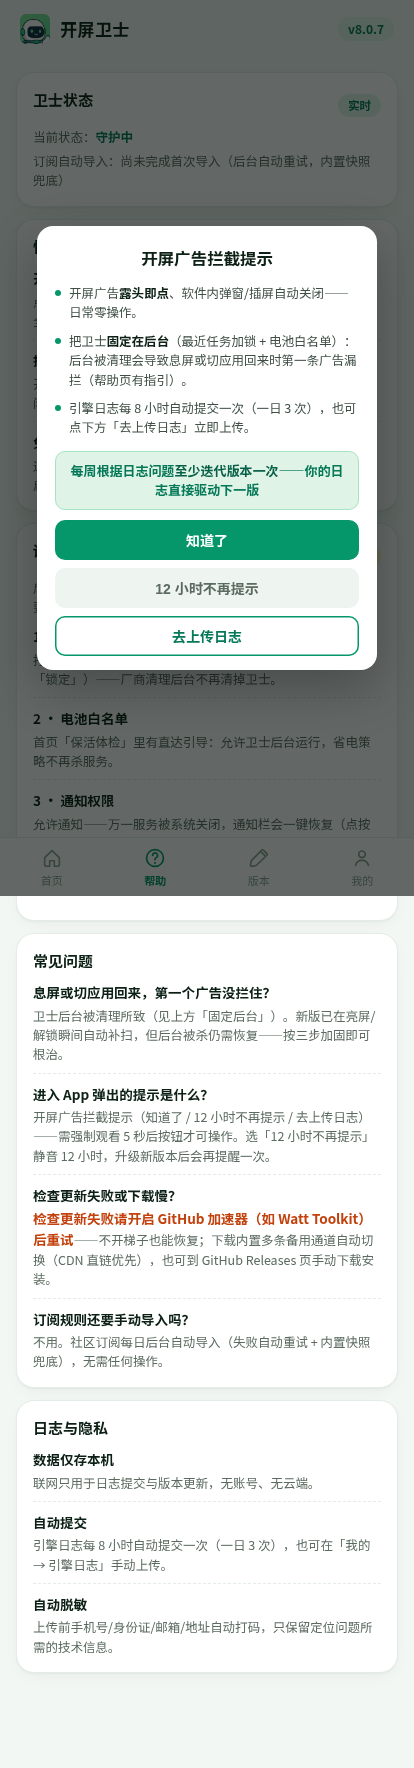 开屏卫士
v8.0.7
卫士状态
实时
当前状态：守护中
订阅自动导入：尚未完成首次导入（后台自动重试，内置快照
兜底）
开屏广告拦截提示
开屏广告露头即点、软件内弹窗/插屏自动关闭——
日常零操作。
把卫士固定在后台（最近任务加锁 + 电池白名单）：
后台被清理会导致息屏或切应用回来时第一条广告漏
拦（帮助页有指引）。
引擎日志每 8 小时自动提交一次（一日 3 次），也可
点下方「去上传日志」立即上传。
每周根据日志问题至少迭代版本一次——你的日
志直接驱动下一版
知道了
12 小时不再提示
去上传日志
「锁定」）——厂商清理后台不再清掉卫士。
2 · 电池白名单
首页「保活体检」里有直达引导：允许卫士后台运行，省电策
略不再杀服务。
3 · 通知权限
允许通知——万一服务被系统关闭，通知栏会一键恢复（点按
首页
帮助
版本
我的
常见问题
息屏或切应用回来，第一个广告没拦住？
卫士后台被清理所致（见上方「固定后台」）。新版已在亮屏/
解锁瞬间自动补扫，但后台被杀仍需恢复——按三步加固即可
根治。
进入 App 弹出的提示是什么？
开屏广告拦截提示（知道了 / 12 小时不再提示 / 去上传日志）
——需强制观看 5 秒后按钮才可操作。选「12 小时不再提示」
静音 12 小时，升级新版本后会再提醒一次。
检查更新失败或下载慢？
检查更新失败请开启 GitHub 加速器（如 Watt Toolkit）
后重试——不开梯子也能恢复；下载内置多条备用通道自动切
换（CDN 直链优先），也可到 GitHub Releases 页手动下载安
装。
订阅规则还要手动导入吗？
不用。社区订阅每日后台自动导入（失败自动重试 + 内置快照
兜底），无需任何操作。
日志与隐私
数据仅存本机
联网只用于日志提交与版本更新，无账号、无云端。
自动提交
引擎日志每 8 小时自动提交一次（一日 3 次），也可在「我的
→ 引擎日志」手动上传。
自动脱敏
上传前手机号/身份证/邮箱/地址自动打码，只保留定位问题所
需的技术信息。